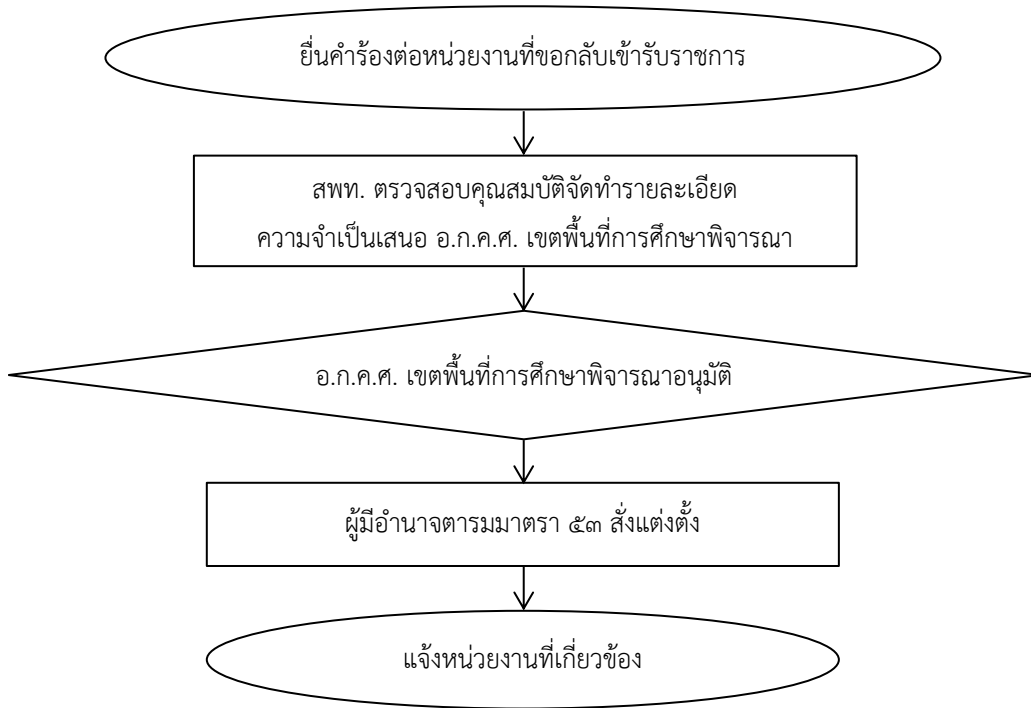 ยื่นคำร้องต่อหน่วยงานที่ขอกลับเข้ารับราชการ
สพท. ตรวจสอบคุณสมบัติจัดทำรายละเอียด
ความจำเป็นเสนอ อ.ก.ค.ศ. เขตพื้นที่การศึกษาพิจารณา
อ.ก.ค.ศ. เขตพื้นที่การศึกษาพิจารณาอนุมัติ
ผู้มีอำนาจตารมมาตรา ๕๓ สั่งแต่งตั้ง
แจ้งหน่วยงานที่เกี่ยวข้อง